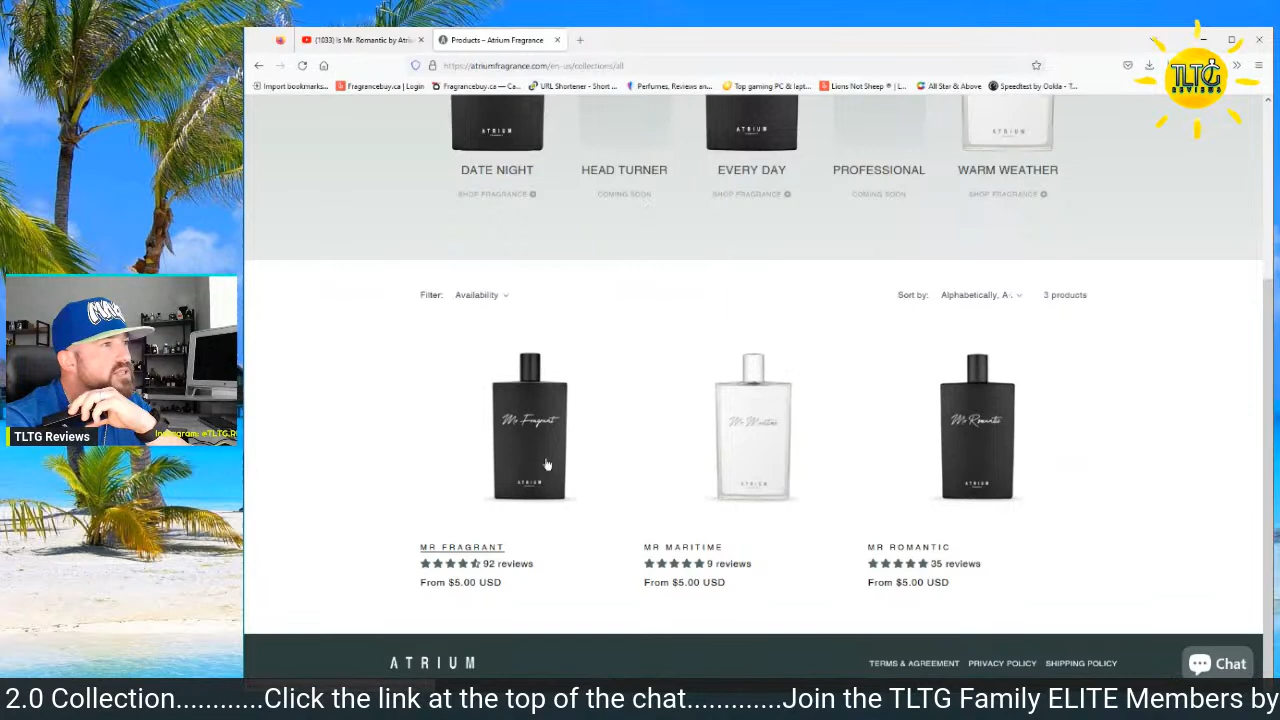 (1033) Is Mr. Romantic by Atri
Products – Atrium Fragrance
https://atriumfragrance.com/en-us/collections/all
Import bookmarks...
Fragrancebuy.ca | Login
Fragrancebuy.ca — Ca...
URL Shortener - Short ...
Perfumes, Reviews an...
Top gaming PC & lapt...
Lions Not Sheep ® | L...
All Star & Above
Speedtest by Ookla - T...
TLTG
REVIEWS
ATRIUM
ATRIUM
ATRIUM
DATE NIGHT
HEAD TURNER
EVERY DAY
PROFESSIONAL
WARM WEATHER
SHOP FRAGRANCE
COMING SOON
SHOP FRAGRANCE
COMING SOON
SHOP FRAGRANCE
Filter: Availability
Sort by: Alphabetically, A-
3 products
Mr Fragrant
ATRIUM
Mr Maritime
ATRIUM
Mr Romantic
ATRIUM
MR FRAGRANT
92 reviews
From $5.00 USD
MR MARITIME
9 reviews
From $5.00 USD
MR ROMANTIC
35 reviews
From $5.00 USD
TLTG Reviews
Instagram: @TLTG.R
ATRIUM
TERMS & AGREEMENT PRIVACY POLICY SHIPPING POLICY
Chat
2.0 Collection...........Click the link at the top of the chat............Join the TLTG Family ELITE Members by